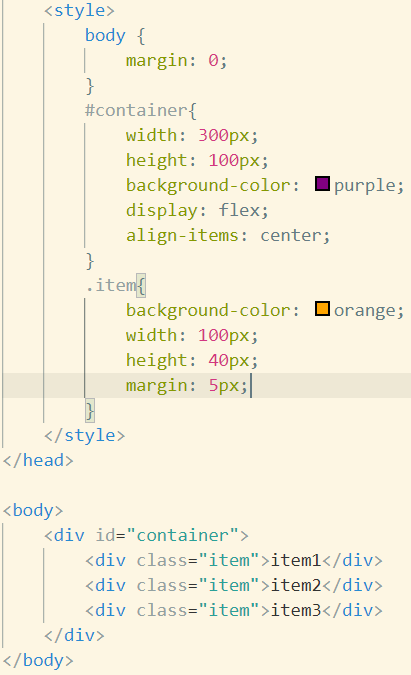 <style>
body {
margin: 0;
}
#container{
width: 300px;
height: 100px;
background-color: purple;
display: flex;
align-items: center;
}
.item{
background-color: orange;
width: 100px;
height: 40px;
margin: 5px;
}
</style>
</head>
<body>
<div id="container">
<div class="item">item1</div>
<div class="item">item2</div>
<div class="item">item3</div>
</div>
</body>